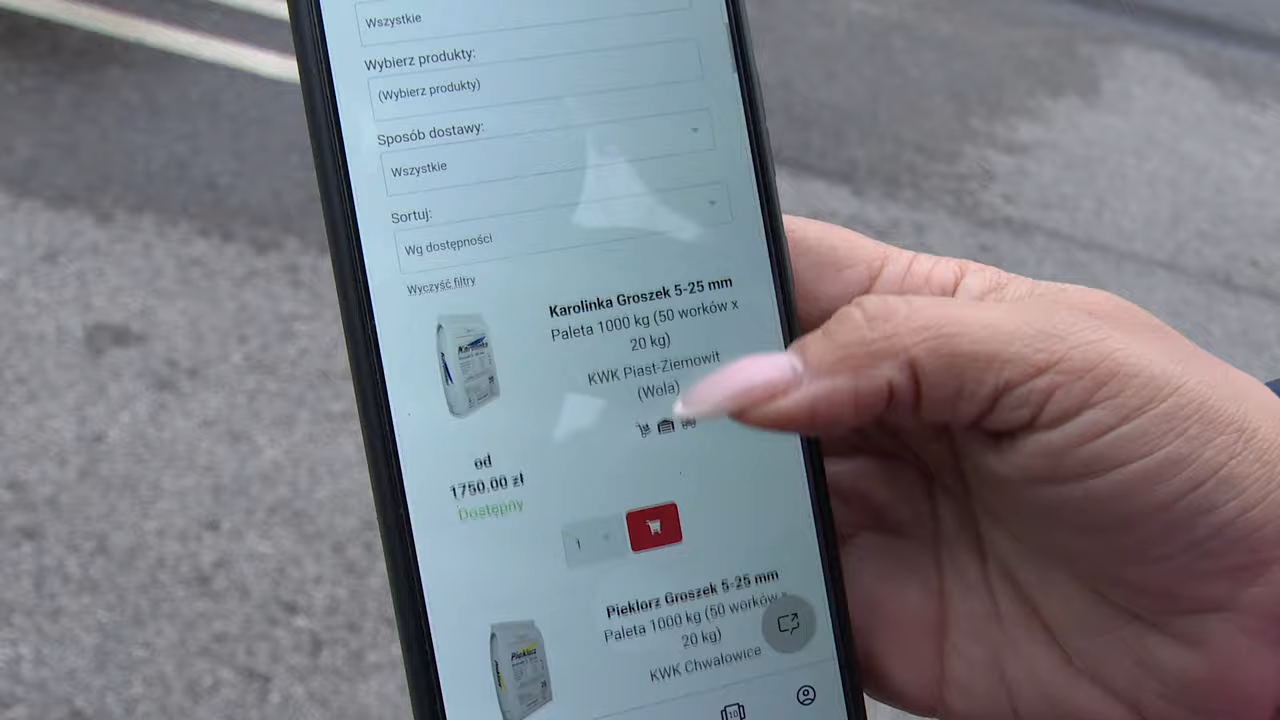 Wszystkie
Wybierz produkty:
(Wybierz produkty)
Sposób dostawy:
Wszystkie
Sortuj:
Wg dostępności
Wyczyść filtry
Karolinka Groszek 5-25 mm
Paleta 1000 kg (50 worków x
20 kg)
KWK Piast-Ziemowit
(Wola)
od
1750.00 zł
Dostępny
1
Pieklorz Groszek 5-25 mm
Paleta 1000 kg (50 worków x
20 kg)
KWK Chwałowice
10